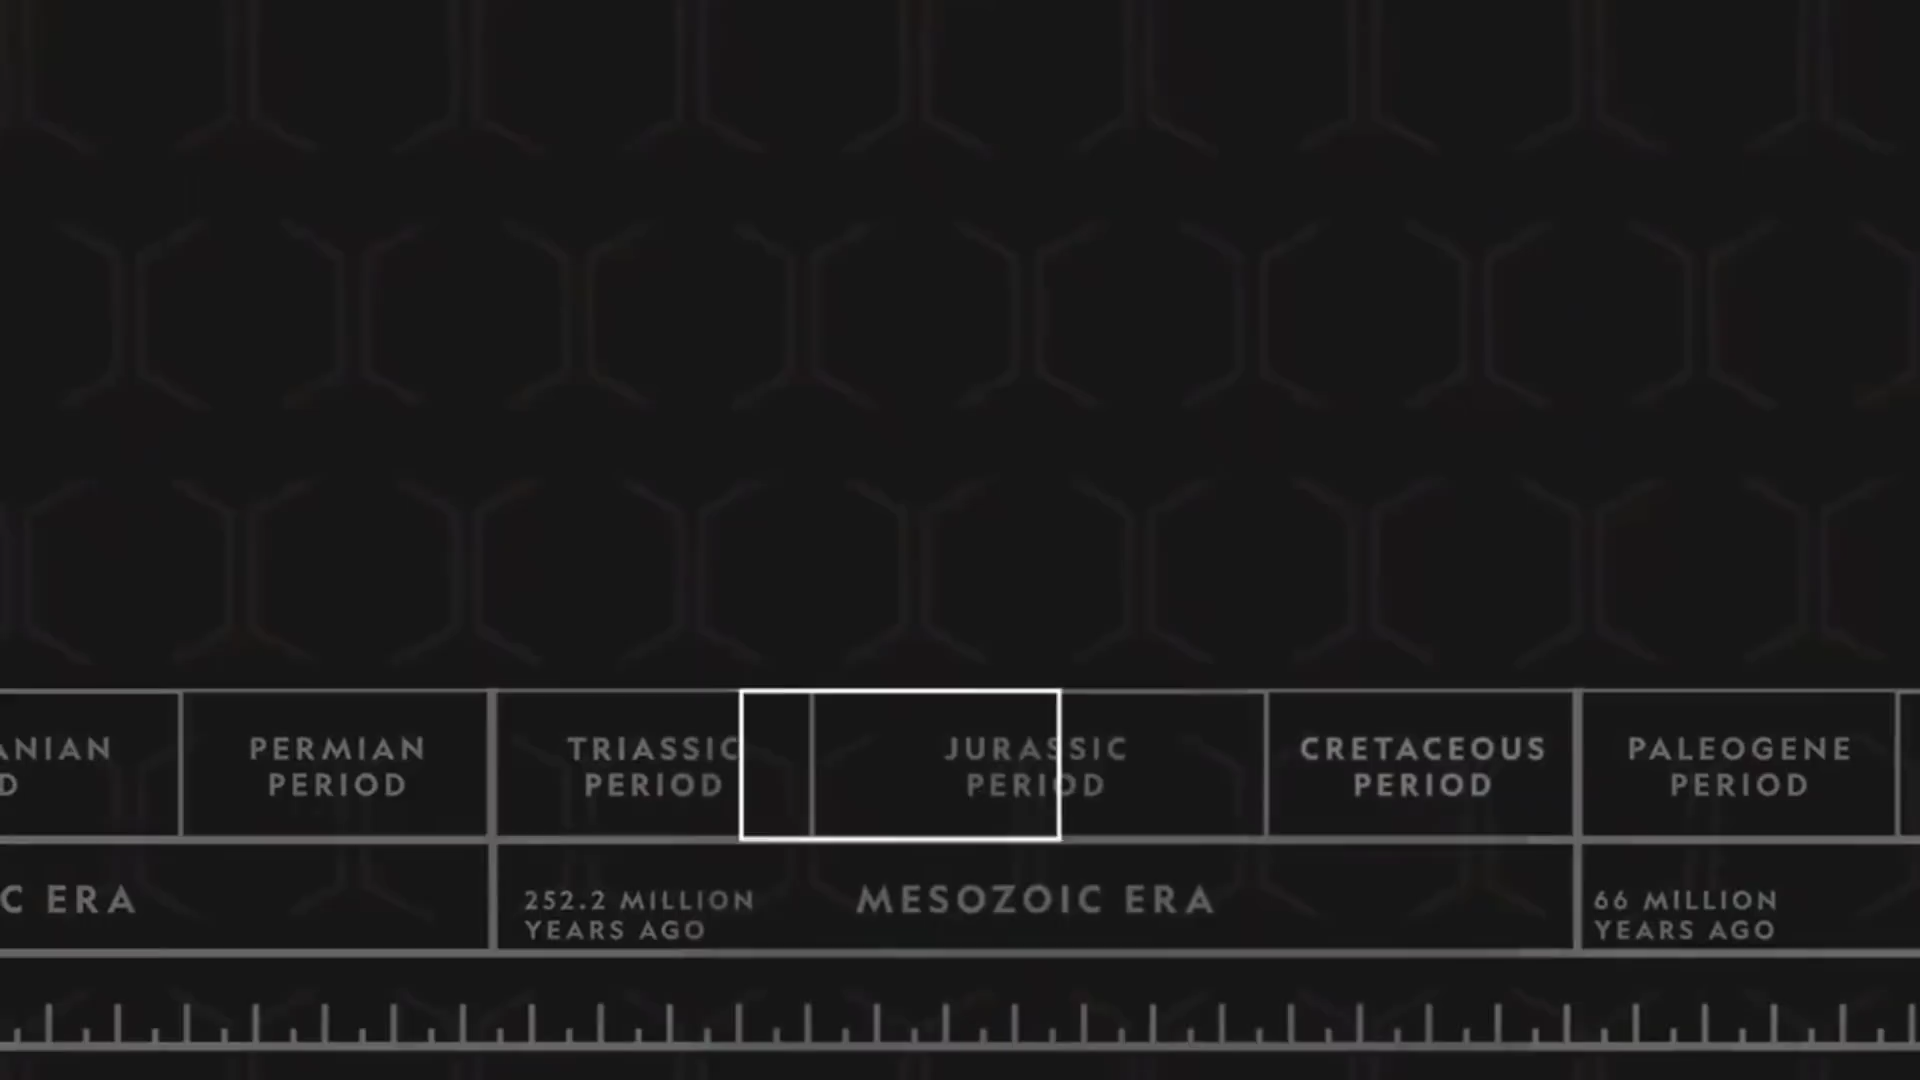 ANIAN
D
PERMIAN
PERIOD
TRIASSIC
PERIOD
JURASSIC
PERIOD
CRETACEOUS
PERIOD
PALEOGENE
PERIOD
C ERA
252.2 MILLION
YEARS AGO
MESOZOIC ERA
66 MILLION
YEARS AGO